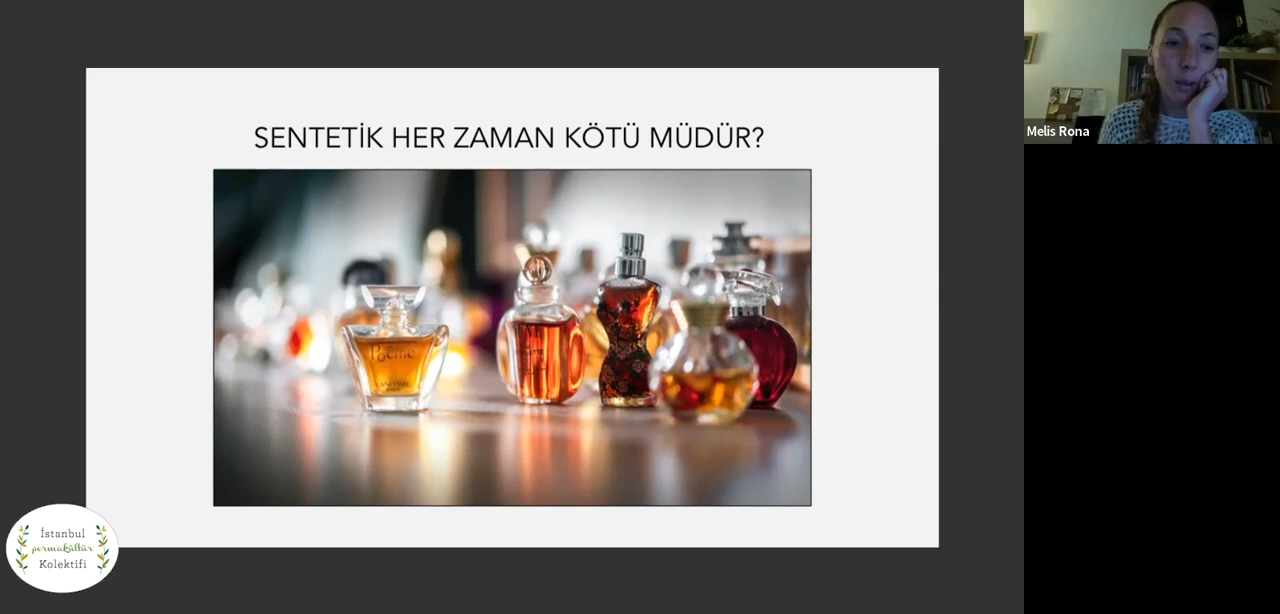 SENTETİK HER ZAMAN KÖTÜ MÜDÜR?
Melis Rona
Poême
LANCÔME
İstanbul
permakültür
Kolektifi